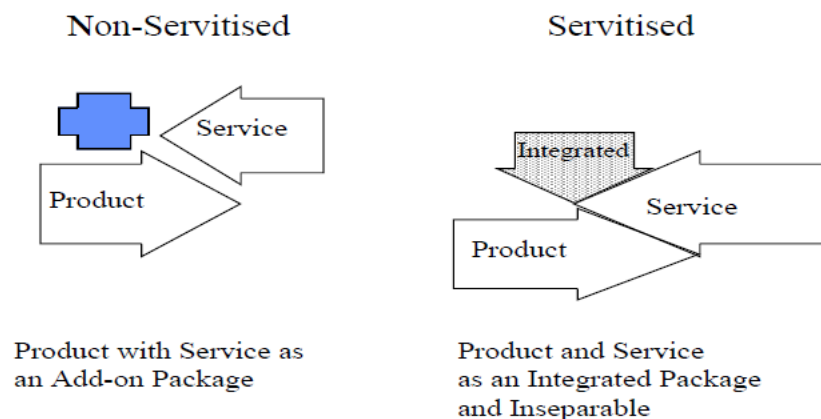 Non-Servitised
Servitised
Service
Product
Integrated
Service
Product
Product with Service as
an Add-on Package
Product and Service
as an Integrated Package
and Inseparable